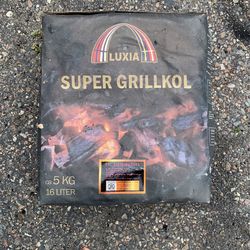 LUXIA
SUPER GRILLKOL
ca 5 KG
16 LITER